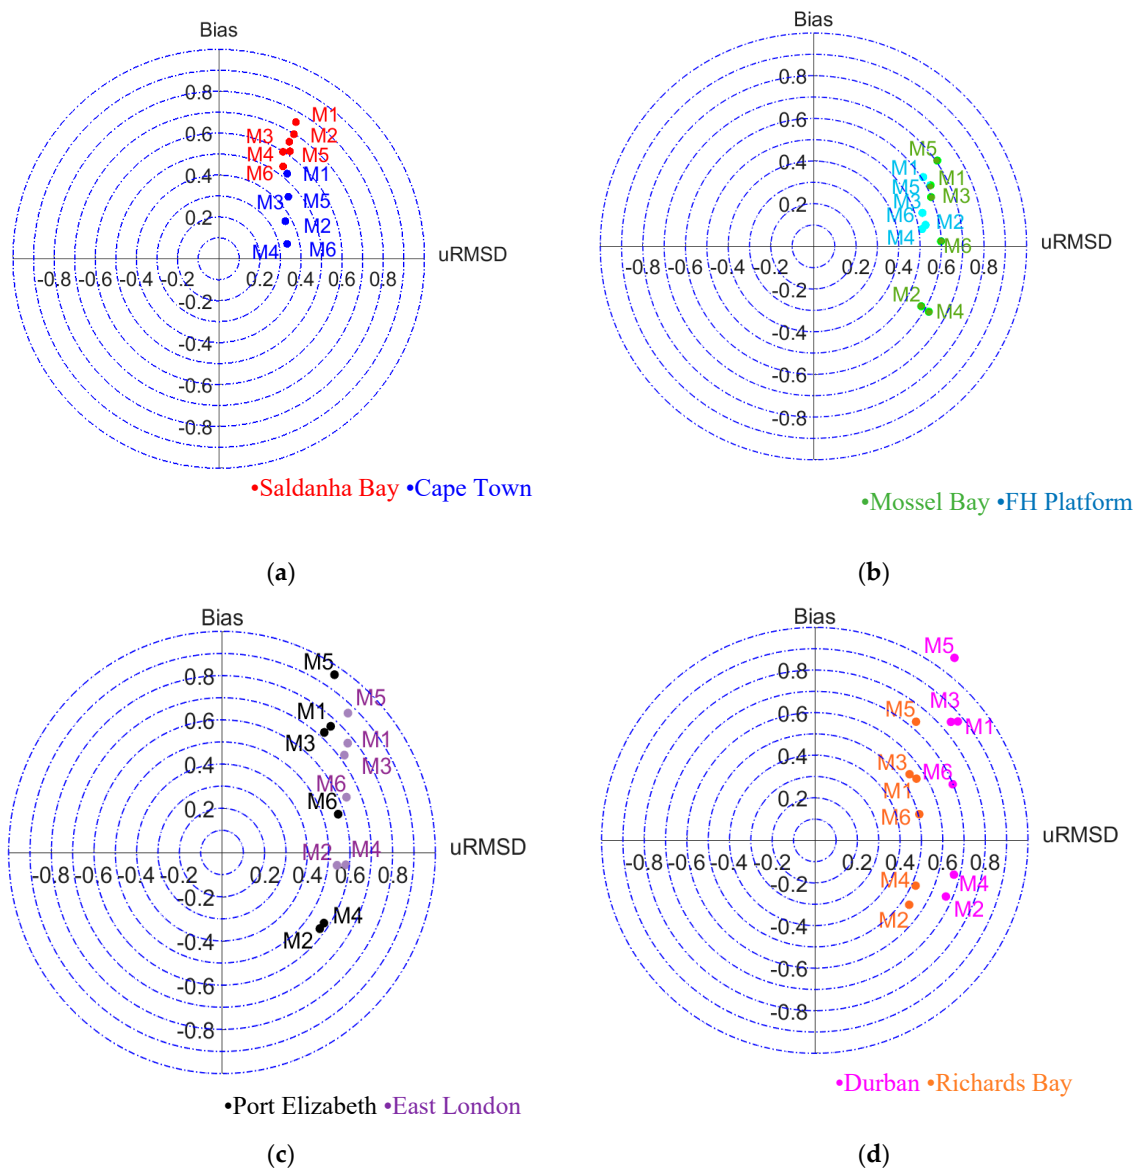 Bias
0.8
0.6
0.4
0.2
uRMSD
-0.8 -0.6 -0.4 -0.2
0.2 0.4 0.6 0.8
-0.2
-0.4
-0.6
-0.8
M1
M3 M2
M4 M5
M6 M1
M3 M5
M2
M4 M6
•Saldanha Bay •Cape Town
(a)
Bias
0.8
0.6
0.4
0.2
uRMSD
-0.8 -0.6 -0.4 -0.2
0.2 0.4 0.6 0.8
-0.2
-0.4
-0.6
-0.8
M5
M1 M1
M5
M3 M3
M6 M2
M4 M6
M2 M4
•Mossel Bay •FH Platform
(b)
Bias
0.8
0.6
0.4
0.2
uRMSD
-0.8 -0.6 -0.4 -0.2
0.2 0.4 0.6 0.8
-0.2
-0.4
-0.6
-0.8
M5
M5
M1
M3 M1
M3
M6
M6
M2 M4
M4
M2
•Port Elizabeth •East London
(c)
Bias
0.8
0.6
0.4
0.2
uRMSD
-0.8 -0.6 -0.4 -0.2
0.2 0.4 0.6 0.8
-0.2
-0.4
-0.6
-0.8
M5
M5 M3
M1
M3 M6
M1
M6
M4 M4
M2 M2
•Durban •Richards Bay
(d)